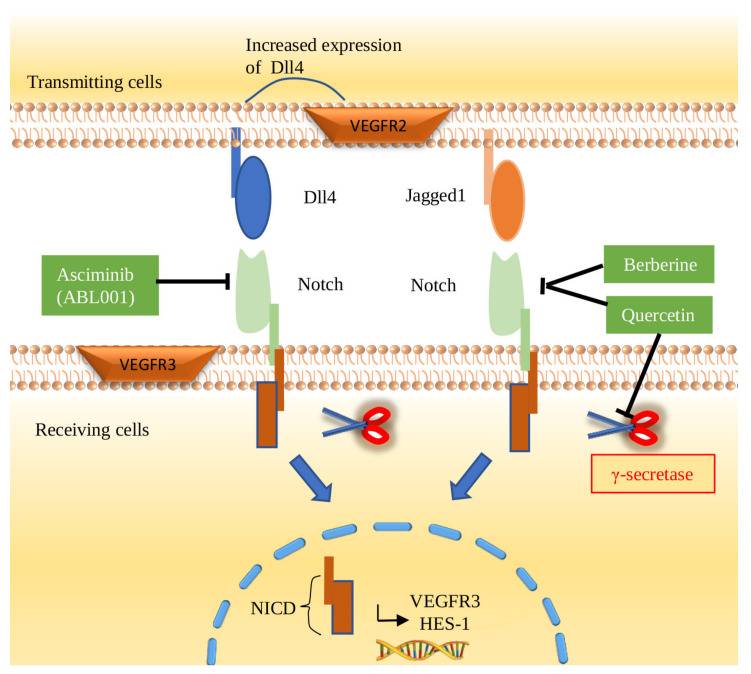 Increased expression
of Dll4
Transmitting cells
VEGFR2
Dll4
Jagged1
Asciminib
(ABL001)
Notch
Notch
Berberine
Quercetin
VEGFR3
Receiving cells
γ-secretase
NICD
VEGFR3
HES-1